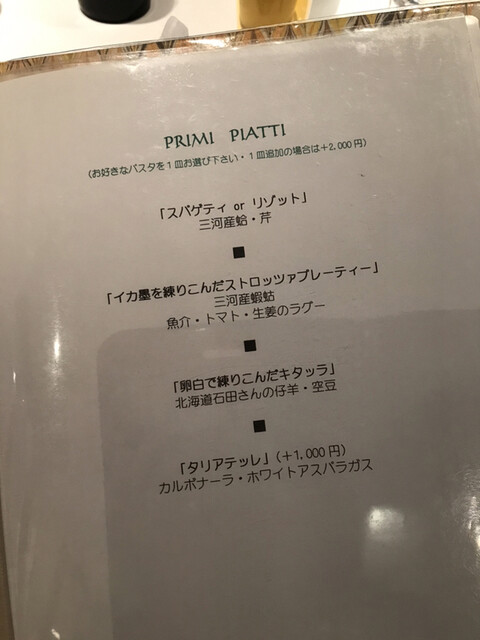 PRIMI PIATTI
(お好きなパスタを1皿お選び下さい・1皿追加の場合は+2,000円)
「スパゲティ or リゾット」
三河産蛤・芹
■
「イカ墨を練りこんだストロッツァプレーティー」
三河産蝦蛄
魚介・トマト・生姜のラグー
■
「卵白で練りこんだキタッラ」
北海道石田さんの仔羊・空豆
■
「タリアテッレ」(+1,000円)
カルボナーラ・ホワイトアスパラガス